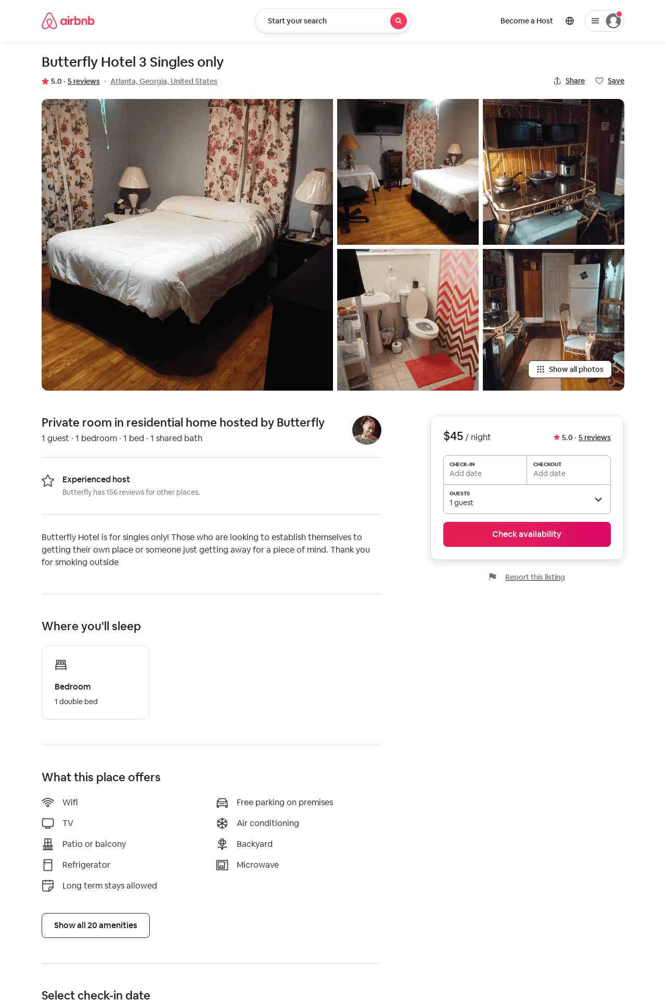 airbnb
Start your search
Become a Host
Butterfly Hotel 3 Singles only
5.0 · 5 reviews · Atlanta, Georgia, United States
Share
Save
Show all photos
Private room in residential home hosted by Butterfly
1 guest · 1 bedroom · 1 bed · 1 shared bath
Experienced host
Butterfly has 156 reviews for other places.
Butterfly Hotel is for singles only! Those who are looking to establish themselves to
getting their own place or someone just getting away for a piece of mind. Thank you
for smoking outside
$45 / night
5.0 · 5 reviews
CHECK-IN
Add date
CHECKOUT
Add date
GUESTS
1 guest
Check availability
Report this listing
Where you'll sleep
Bedroom
1 double bed
What this place offers
Wifi
Free parking on premises
TV
Air conditioning
Patio or balcony
Backyard
Refrigerator
Microwave
Long term stays allowed
Show all 20 amenities
Select check-in date